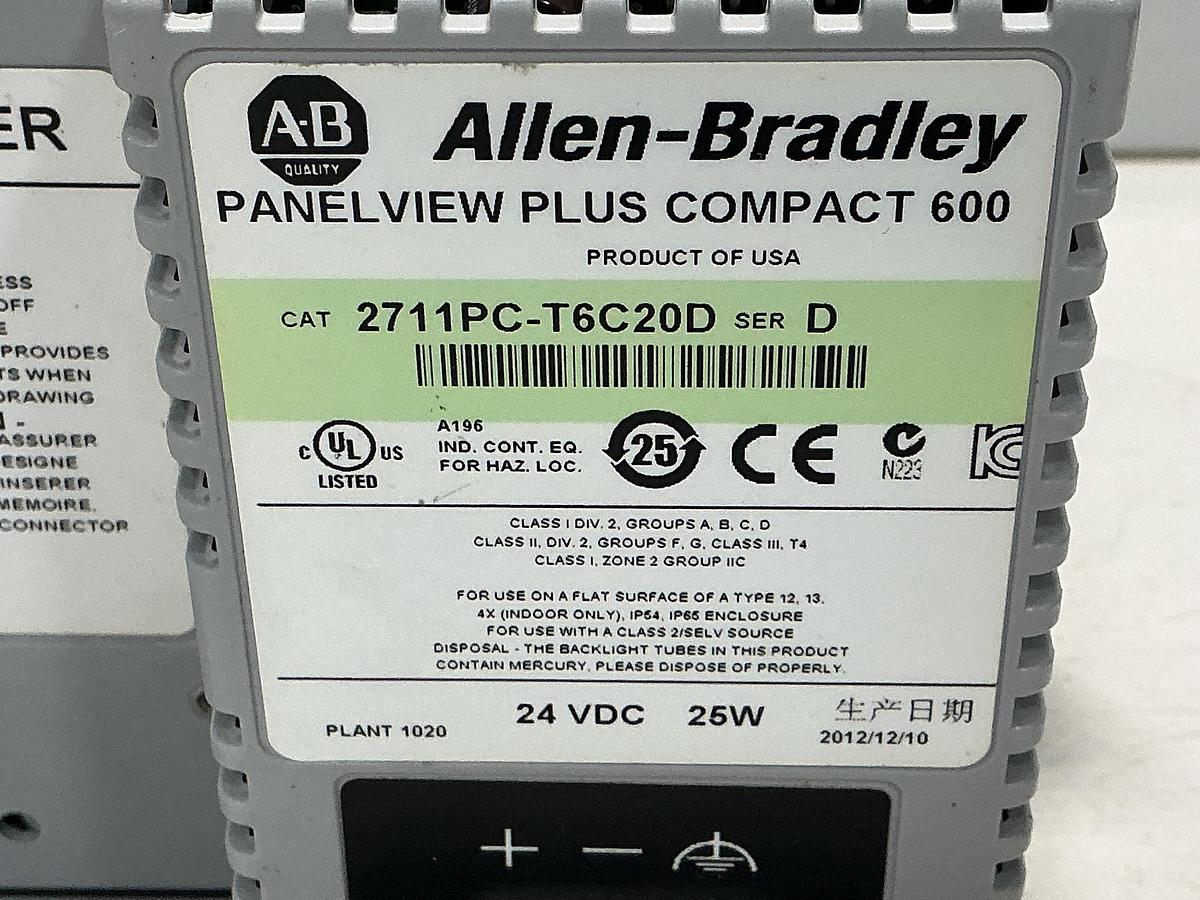 ER
ESS
OFF
E
PROVIDES
TS WHEN
DRAWING
-
ASSURER
ESIGNE
INSERER
MEMOIRE.
CONNECTOR
A-B
QUALITY
Allen-Bradley
PANELVIEW PLUS COMPACT 600
PRODUCT OF USA
CAT 2711PC-T6C20D SER D
C UL US
LISTED
A196
IND. CONT. EQ.
FOR HAZ. LOC.
25
CE
N223
KC
CLASS I DIV. 2, GROUPS A, B, C, D
CLASS II, DIV. 2, GROUPS F, G, CLASS III, T4
CLASS I, ZONE 2 GROUP IIC
FOR USE ON A FLAT SURFACE OF A TYPE 12, 13,
4X (INDOOR ONLY), IP54, IP65 ENCLOSURE
FOR USE WITH A CLASS 2/SELV SOURCE
DISPOSAL - THE BACKLIGHT TUBES IN THIS PRODUCT
CONTAIN MERCURY. PLEASE DISPOSE OF PROPERLY.
PLANT 1020
24 VDC 25W
生产日期
2012/12/10
+ −